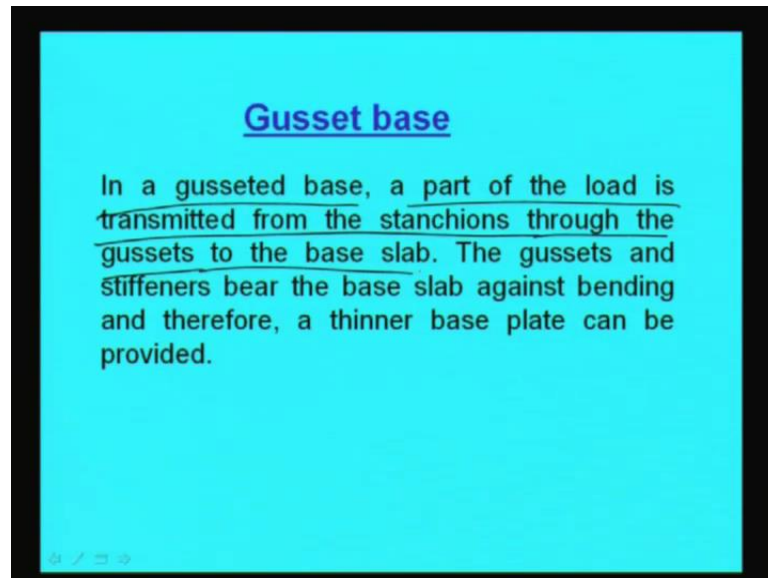 Gusset base
In a gusseted base, a part of the load is
transmitted from the stanchions through the
gussets to the base slab. The gussets and
stiffeners bear the base slab against bending
and therefore, a thinner base plate can be
provided.